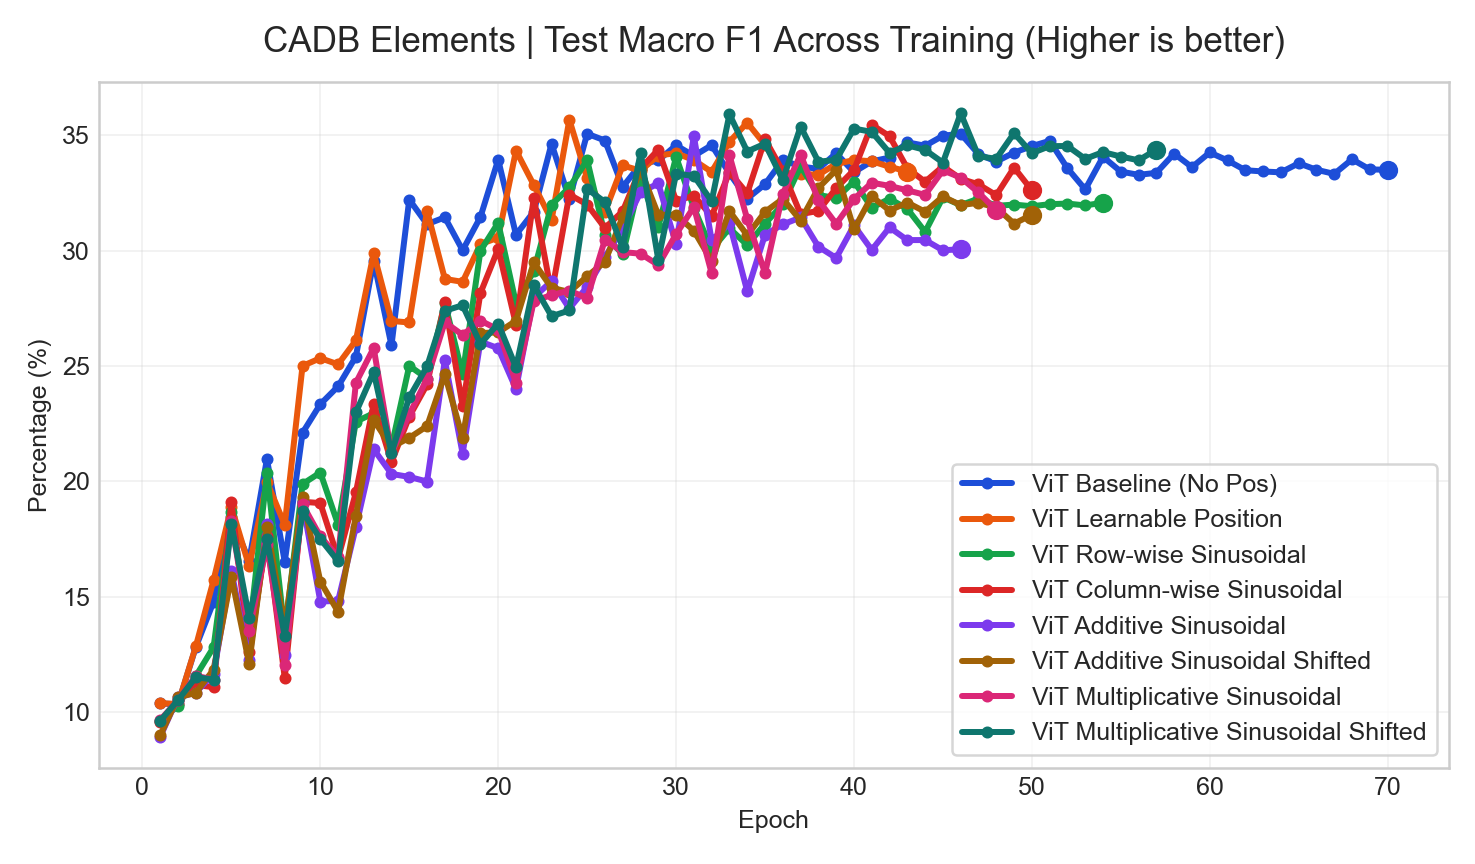 CADB Elements | Test Macro F1 Across Training (Higher is better)
Percentage (%)
35
30
25
20
15
10
0
10
20
30
40
50
60
70
Epoch
ViT Baseline (No Pos)
ViT Learnable Position
ViT Row-wise Sinusoidal
ViT Column-wise Sinusoidal
ViT Additive Sinusoidal
ViT Additive Sinusoidal Shifted
ViT Multiplicative Sinusoidal
ViT Multiplicative Sinusoidal Shifted